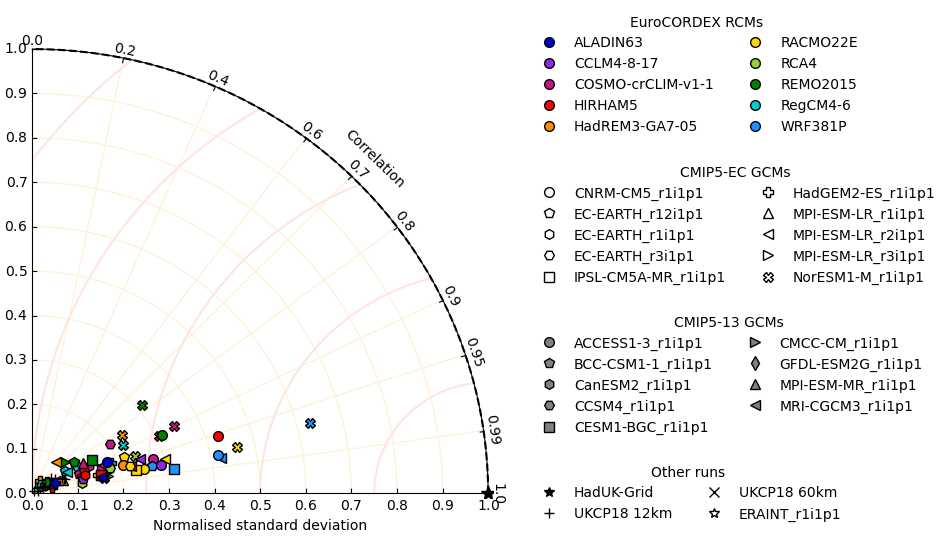 0.0
0.2
0.4
0.6
Correlation
0.7
0.8
0.9
0.95
0.99
1.0
1.0
0.9
0.8
0.7
0.6
0.5
0.4
0.3
0.2
0.1
0.0
0.0 0.1 0.2 0.3 0.4 0.5 0.6 0.7 0.8 0.9 1.0
Normalised standard deviation
EuroCORDEX RCMs
ALADIN63 RACMO22E
CCLM4-8-17 RCA4
COSMO-crCLIM-v1-1 REMO2015
HIRHAM5 RegCM4-6
HadREM3-GA7-05 WRF381P
CMIP5-EC GCMs
CNRM-CM5_r1i1p1 HadGEM2-ES_r1i1p1
EC-EARTH_r12i1p1 MPI-ESM-LR_r1i1p1
EC-EARTH_r1i1p1 MPI-ESM-LR_r2i1p1
EC-EARTH_r3i1p1 MPI-ESM-LR_r3i1p1
IPSL-CM5A-MR_r1i1p1 NorESM1-M_r1i1p1
CMIP5-13 GCMs
ACCESS1-3_r1i1p1 CMCC-CM_r1i1p1
BCC-CSM1-1_r1i1p1 GFDL-ESM2G_r1i1p1
CanESM2_r1i1p1 MPI-ESM-MR_r1i1p1
CCSM4_r1i1p1 MRI-CGCM3_r1i1p1
CESM1-BGC_r1i1p1
Other runs
HadUK-Grid UKCP18 60km
UKCP18 12km ERAINT_r1i1p1